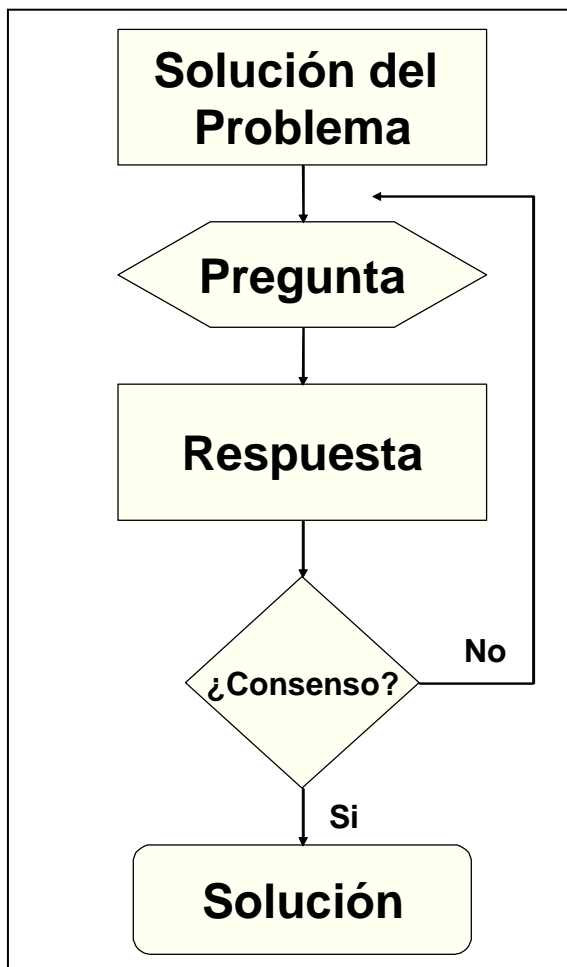 Solución del
Problema
Pregunta
Respuesta
¿Consenso?
No
Si
Solución